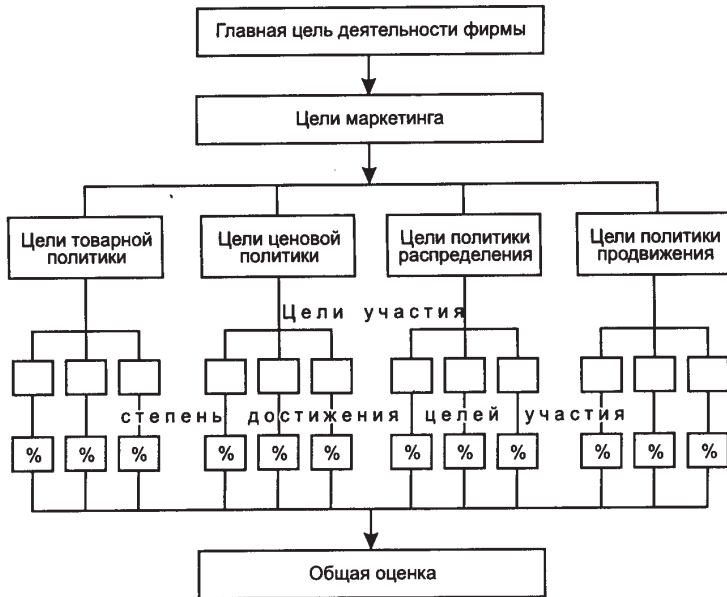 Главная цель деятельности фирмы
Цели маркетинга
Цели товарной
политики
Цели ценовой
политики
Цели политики
распределения
Цели политики
продвижения
Цели участия
степень достижения целей участия
% % % % % % % % % % % %
Общая оценка